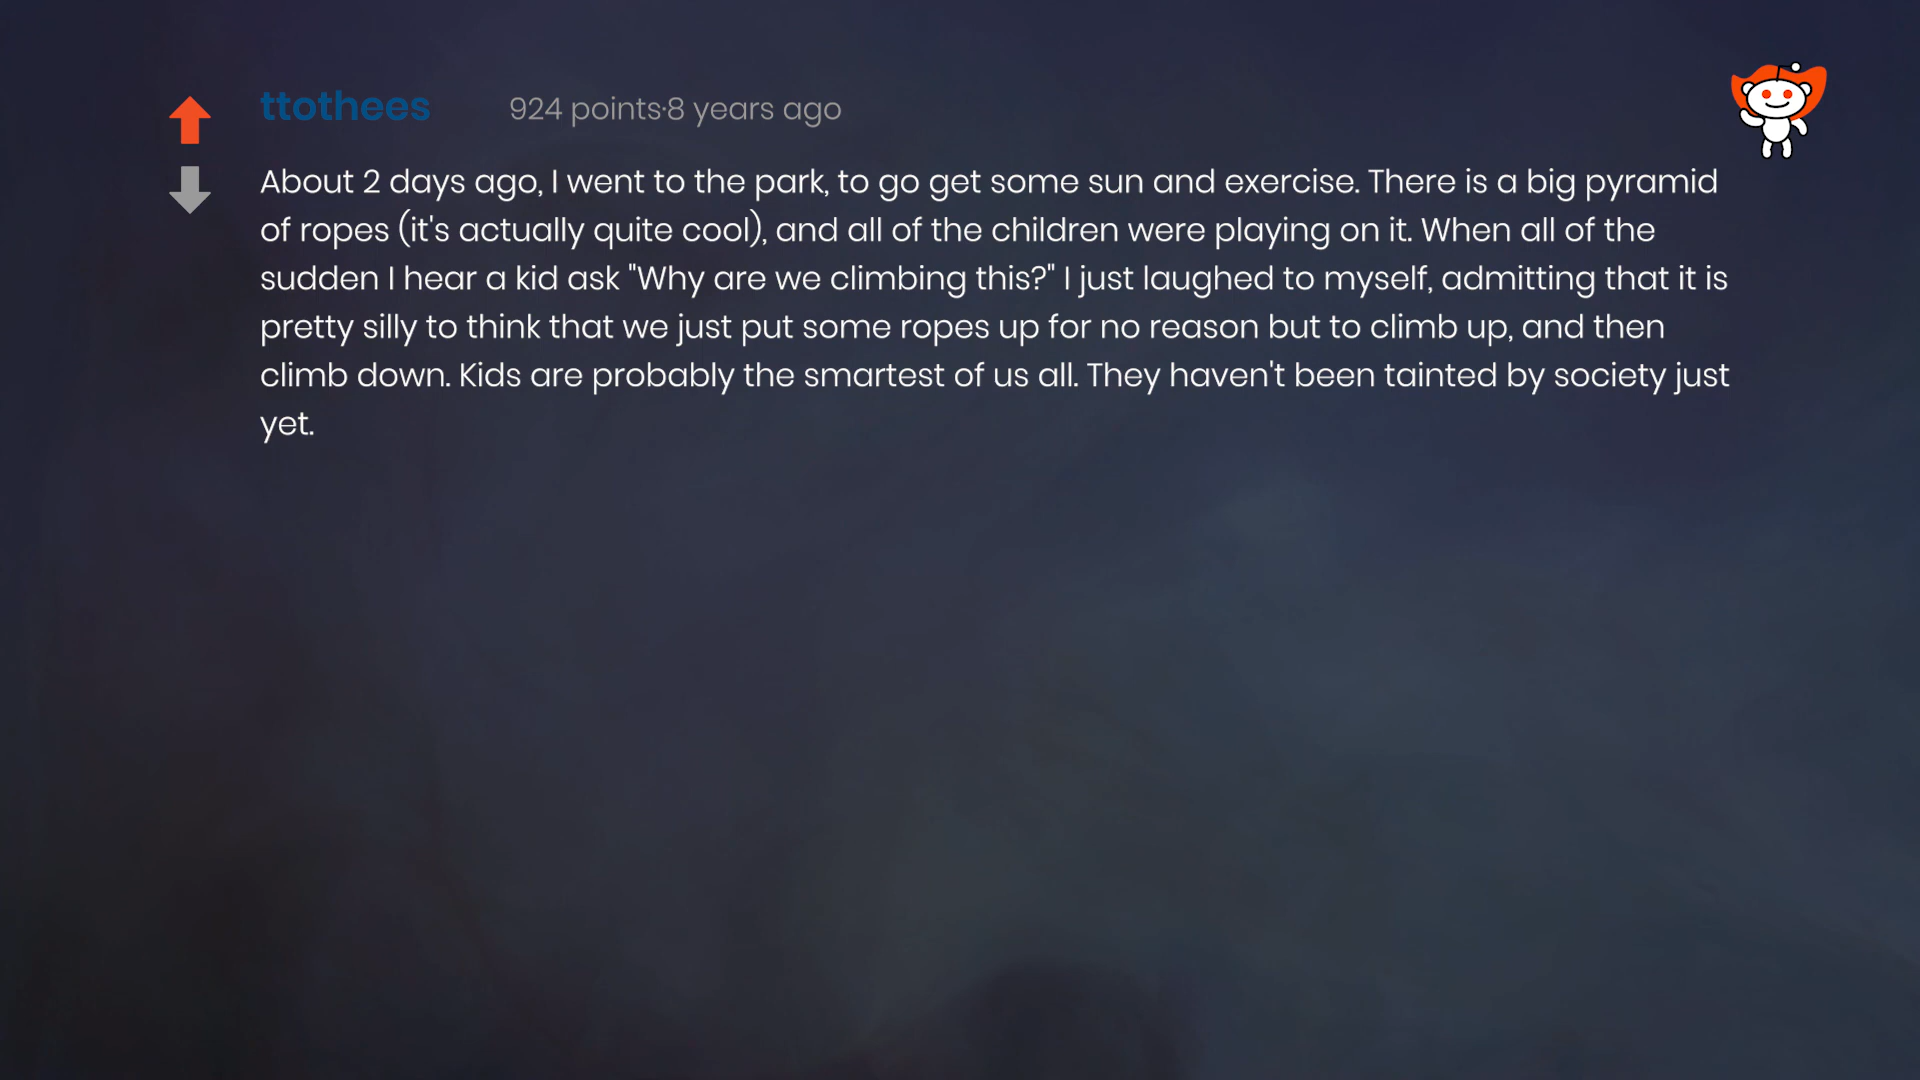 ttothees 924 points·8 years ago
About 2 days ago, I went to the park, to go get some sun and exercise. There is a big pyramid
of ropes (it's actually quite cool), and all of the children were playing on it. When all of the
sudden I hear a kid ask "Why are we climbing this?" I just laughed to myself, admitting that it is
pretty silly to think that we just put some ropes up for no reason but to climb up, and then
climb down. Kids are probably the smartest of us all. They haven't been tainted by society just
yet.